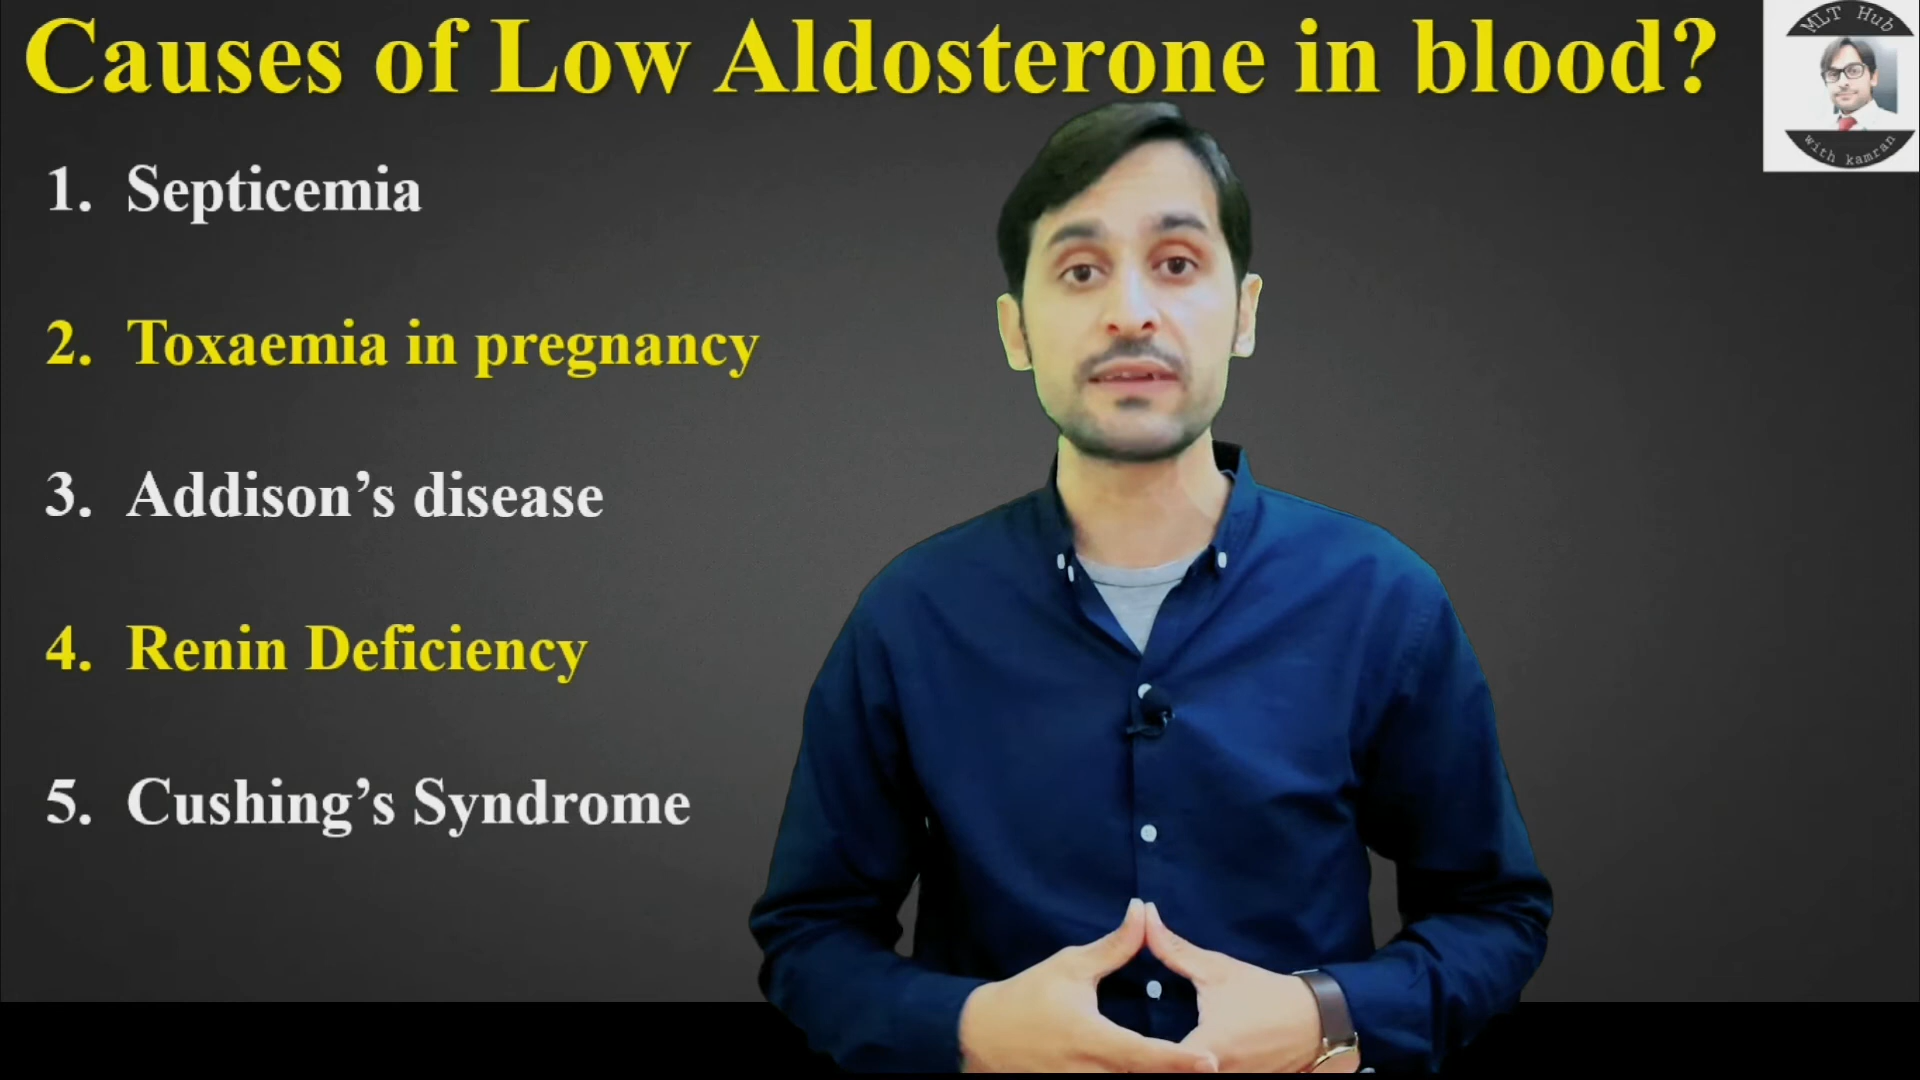 Causes of Low Aldosterone in blood?
MLT Hub
with kamran
1. Septicemia
2. Toxaemia in pregnancy
3. Addison’s disease
4. Renin Deficiency
5. Cushing’s Syndrome